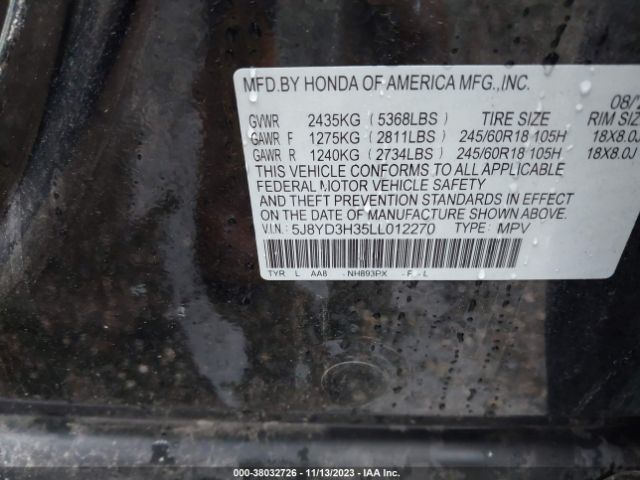 MFD.BY HONDA OF AMERICA MFG.,INC.
08/
GVWR 2435KG (5368LBS) TIRE SIZE RIM SIZ
GAWR F 1275KG (2811LBS) 245/60R18 105H 18X8.0J
GAWR R 1240KG (2734LBS) 245/60R18 105H 18X8.0J
THIS VEHICLE CONFORMS TO ALL APPLICABLE
FEDERAL MOTOR VEHICLE SAFETY
AND THEFT PREVENTION STANDARDS IN EFFECT
ON THE DATE OF MANUFACTURE SHOWN ABOVE.
V.I.N.: 5J8YD3H35LL012270 TYPE: MPV
TYR L AA8 NH893PX -F -L
000-38032726 - 11/13/2023 - IAA Inc.